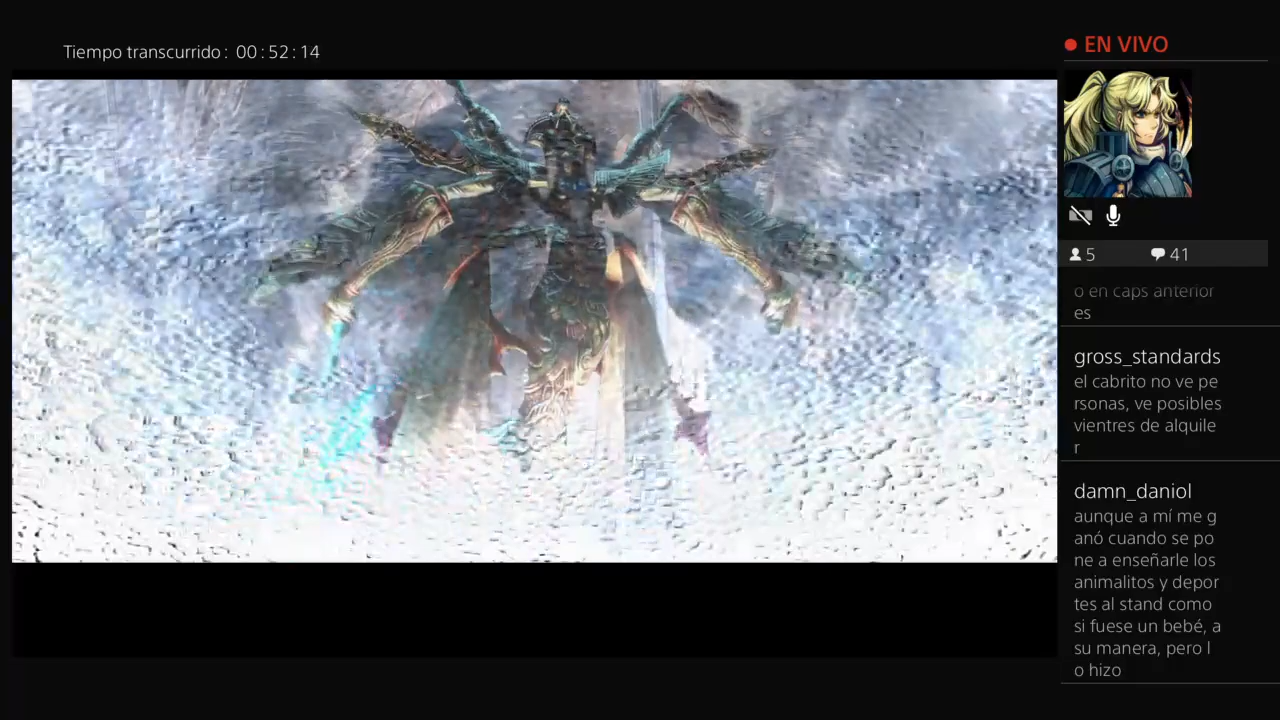 Tiempo transcurrido: 00:52:14
EN VIVO
5
41
o en caps anterior
es
gross_standards
el cabrito no ve pe
rsonas, ve posibles
vientres de alquile
r
damn_daniol
aunque a mí me g
anó cuando se po
ne a enseñarle los
animalitos y depor
tes al stand como
si fuese un bebé, a
su manera, pero l
o hizo